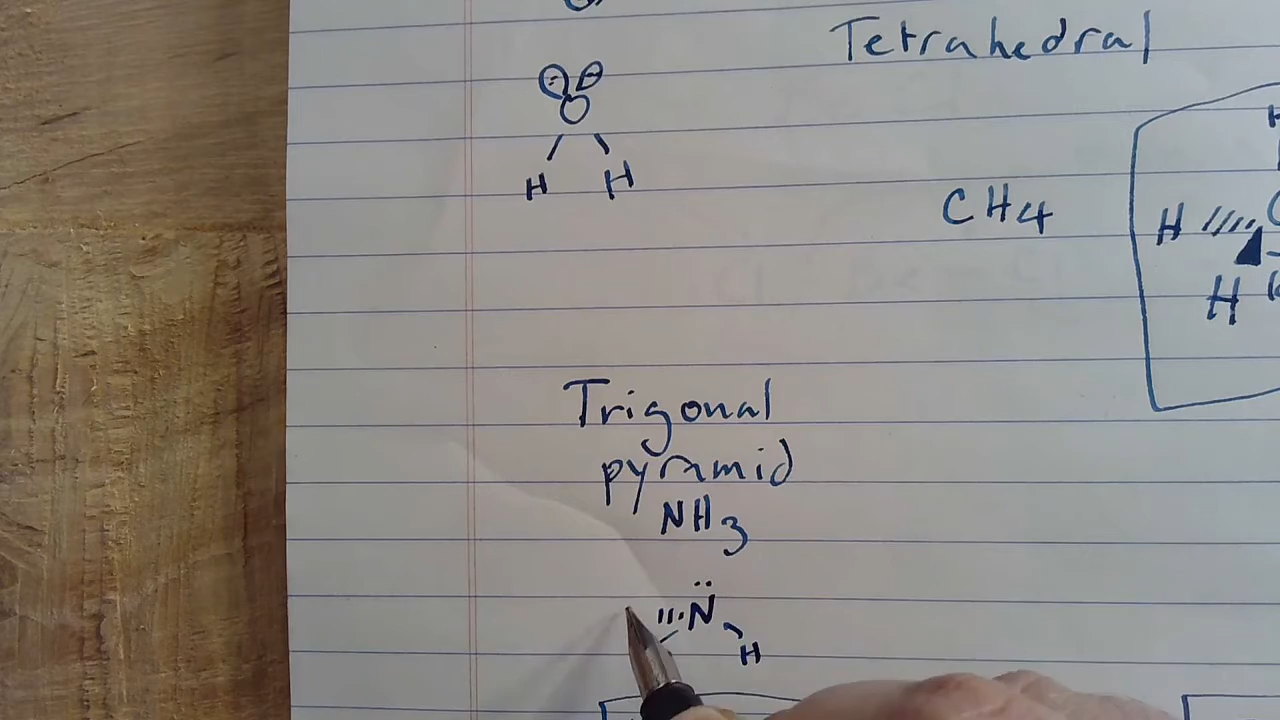 Tetrahedral
O
H H
CH4
H
H C
H
Trigonal
pyramid
NH3
N
H